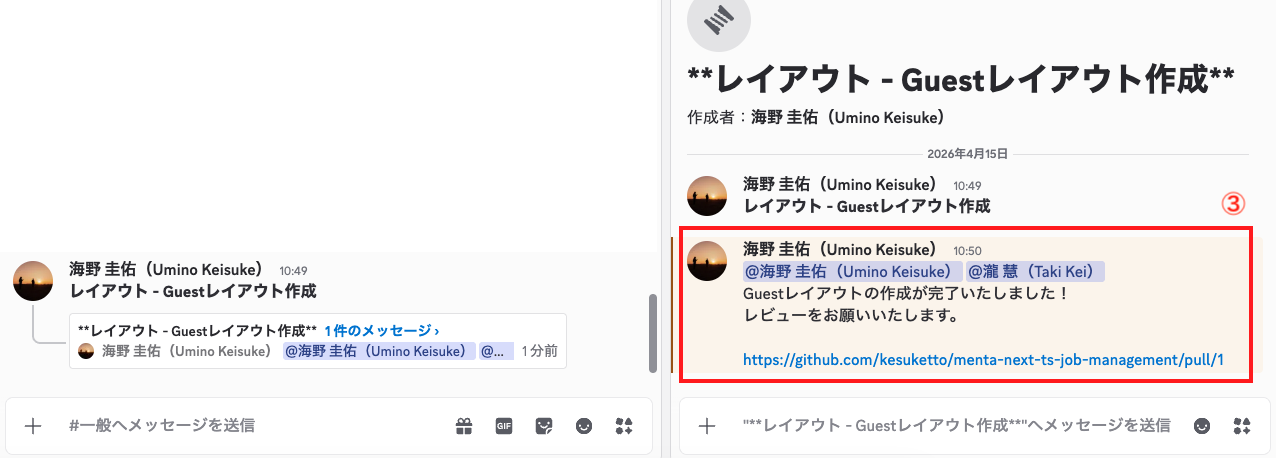 海野 圭佑（Umino Keisuke） 10:49
レイアウト - Guestレイアウト作成
**レイアウト - Guestレイアウト作成** 1件のメッセージ ›
海野 圭佑（Umino Keisuke） @海野 圭佑（Umino Keisuke） @... 1分前
#一般へメッセージを送信
GIF
**レイアウト - Guestレイアウト作成**
作成者：海野 圭佑（Umino Keisuke）
2026年4月15日
海野 圭佑（Umino Keisuke） 10:49
レイアウト - Guestレイアウト作成
③
海野 圭佑（Umino Keisuke） 10:50
@海野 圭佑（Umino Keisuke） @瀧 慧（Taki Kei）
Guestレイアウトの作成が完了いたしました！
レビューをお願いいたします。
https://github.com/kesuketto/menta-next-ts-job-management/pull/1
"**レイアウト - Guestレイアウト作成**"へメッセージを送信